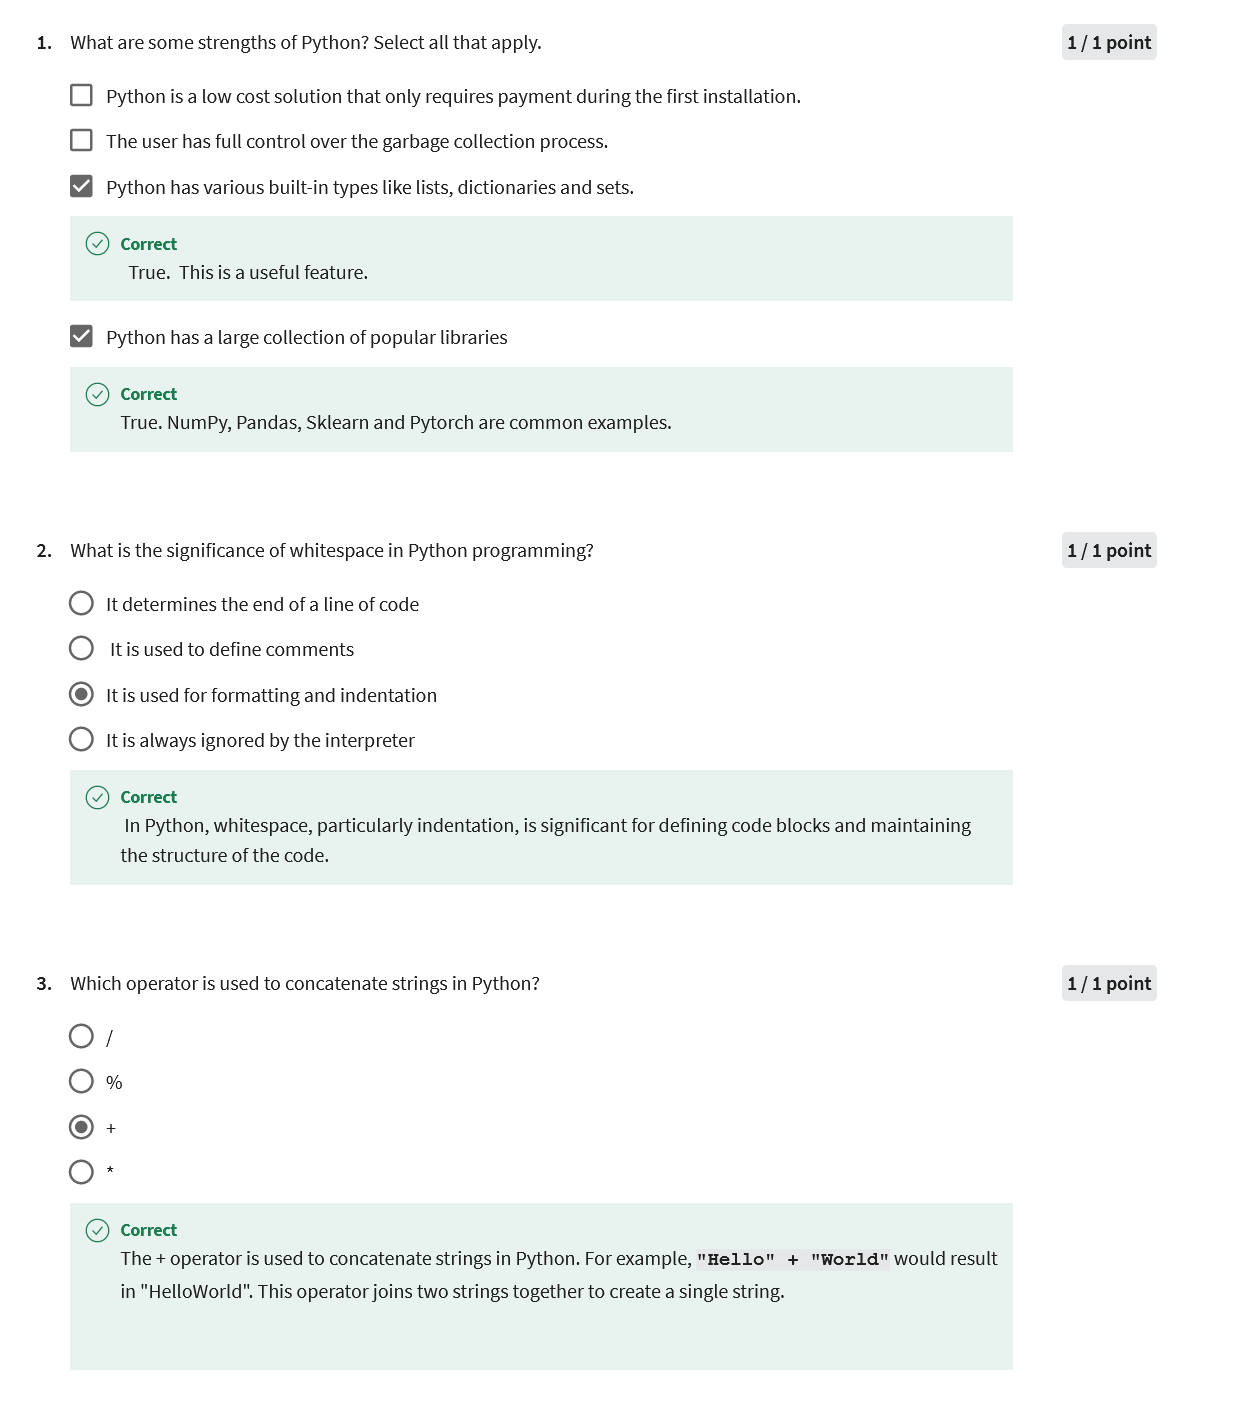 1. What are some strengths of Python? Select all that apply.
1 / 1 point
Python is a low cost solution that only requires payment during the first installation.
The user has full control over the garbage collection process.
Python has various built-in types like lists, dictionaries and sets.
Correct
True.  This is a useful feature.
Python has a large collection of popular libraries
Correct
True. NumPy, Pandas, Sklearn and Pytorch are common examples.
2. What is the significance of whitespace in Python programming?
1 / 1 point
It determines the end of a line of code
It is used to define comments
It is used for formatting and indentation
It is always ignored by the interpreter
Correct
In Python, whitespace, particularly indentation, is significant for defining code blocks and maintaining
the structure of the code.
3. Which operator is used to concatenate strings in Python?
1 / 1 point
/
%
+
*
Correct
The + operator is used to concatenate strings in Python. For example, "Hello" + "World" would result
in "HelloWorld". This operator joins two strings together to create a single string.